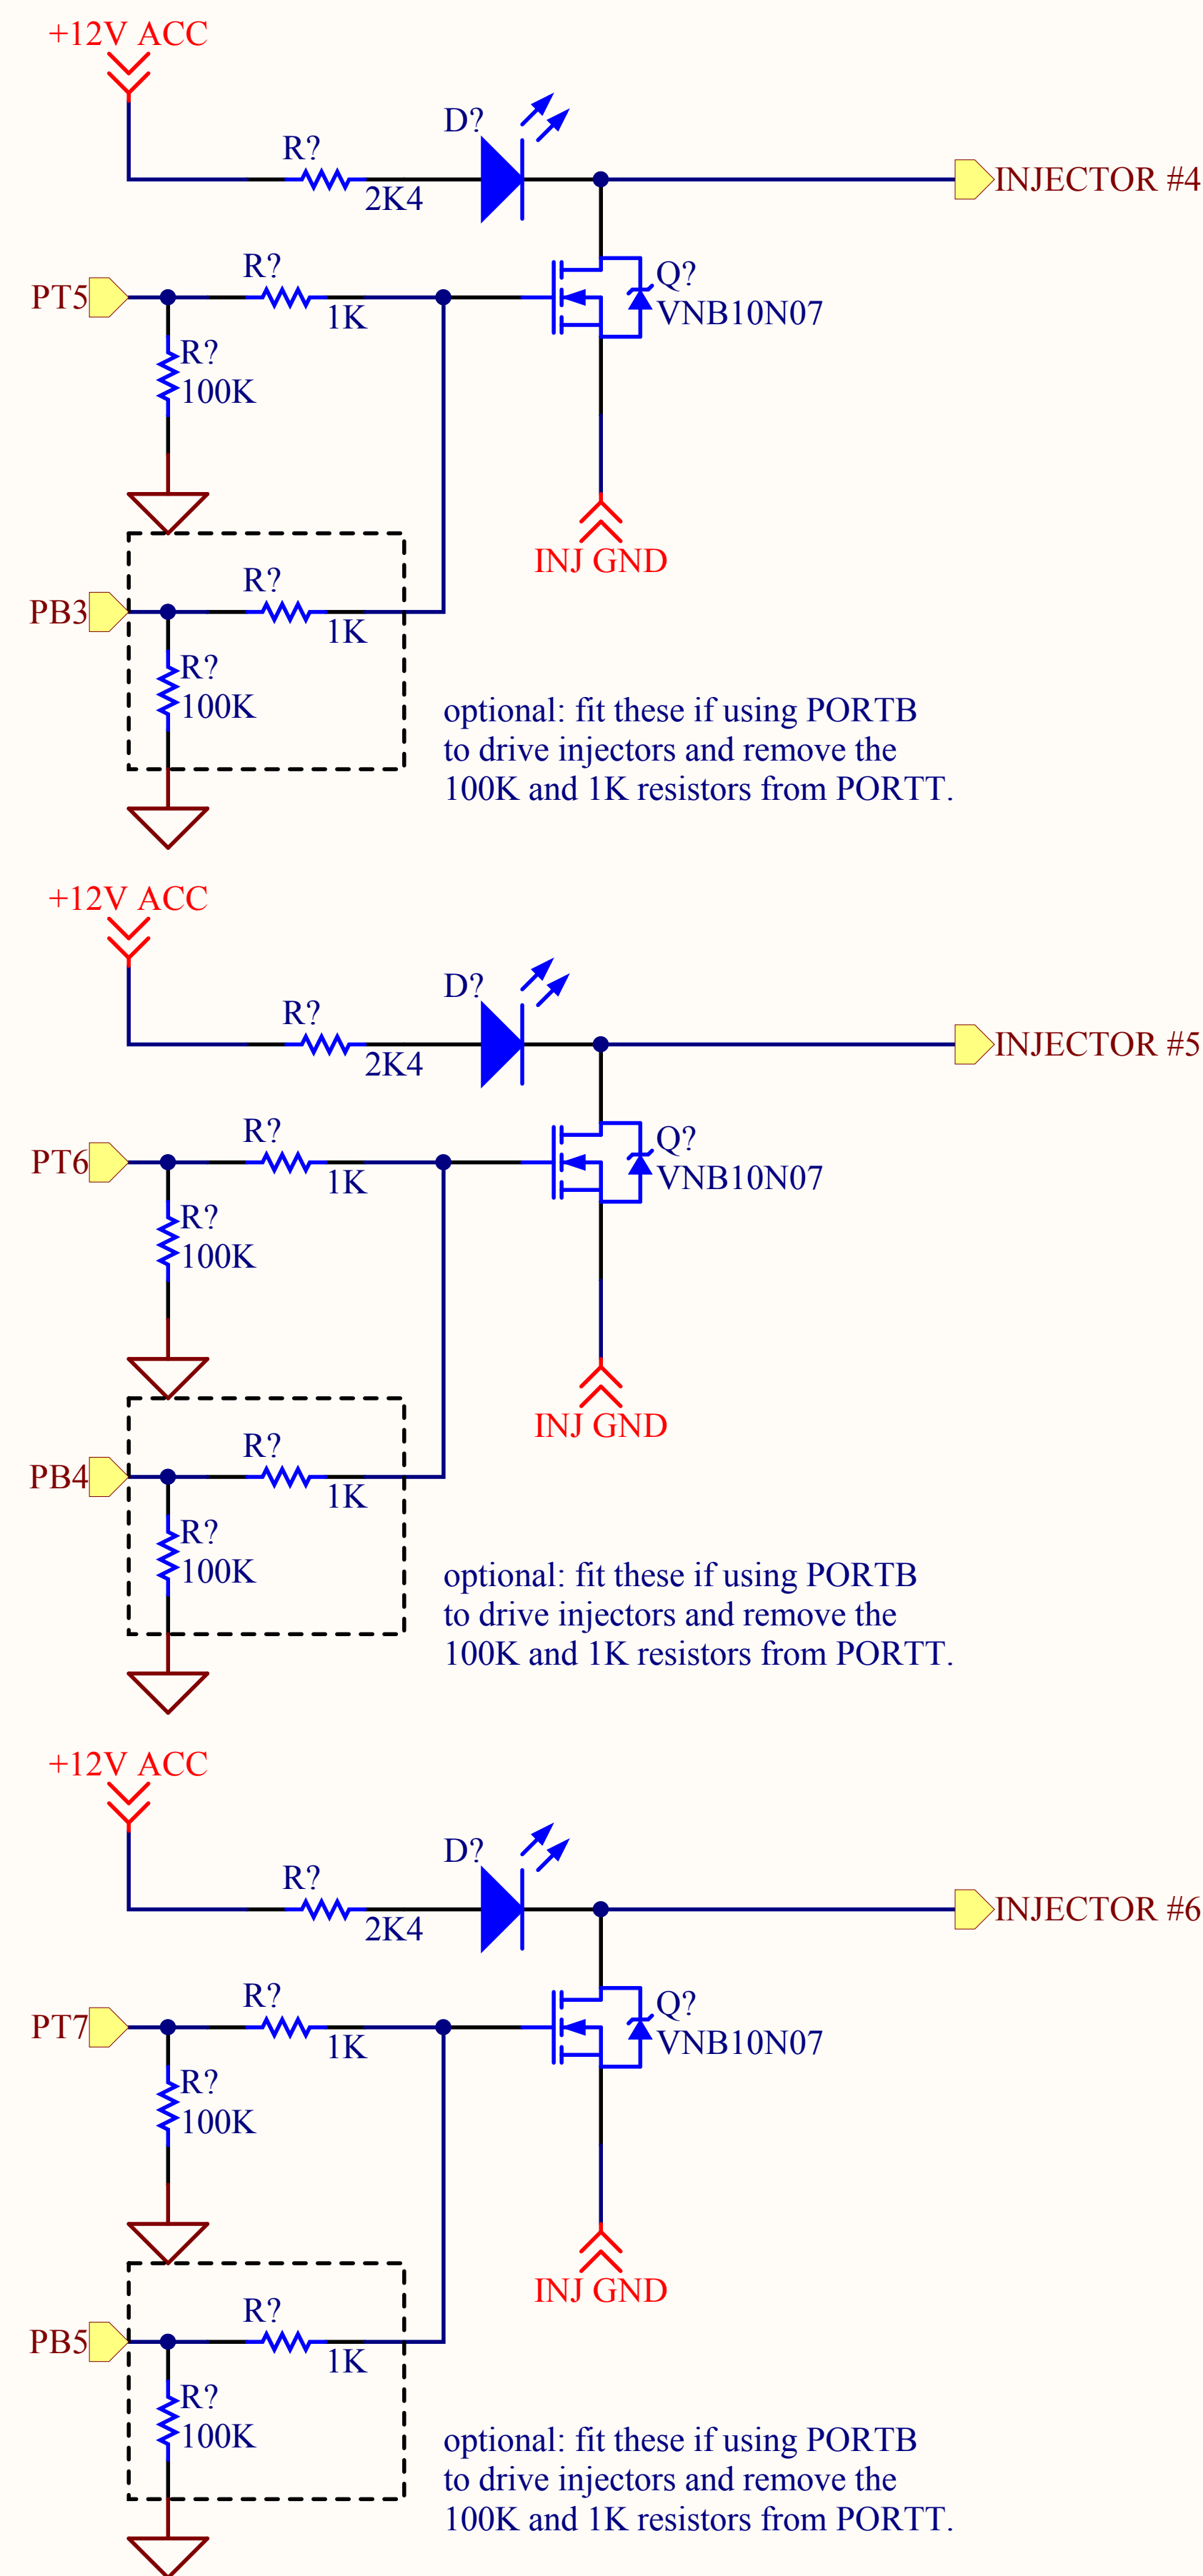 +12V ACC
D?
R?
2K4
INJECTOR #4
R?
PT5
1K
Q?
VNB10N07
R?
100K
INJ GND
R?
PB3
1K
R?
100K
optional: fit these if using PORTB
to drive injectors and remove the
100K and 1K resistors from PORTT.
+12V ACC
D?
R?
2K4
INJECTOR #5
R?
PT6
1K
Q?
VNB10N07
R?
100K
INJ GND
R?
PB4
1K
R?
100K
optional: fit these if using PORTB
to drive injectors and remove the
100K and 1K resistors from PORTT.
+12V ACC
D?
R?
2K4
INJECTOR #6
R?
PT7
1K
Q?
VNB10N07
R?
100K
INJ GND
R?
PB5
1K
R?
100K
optional: fit these if using PORTB
to drive injectors and remove the
100K and 1K resistors from PORTT.